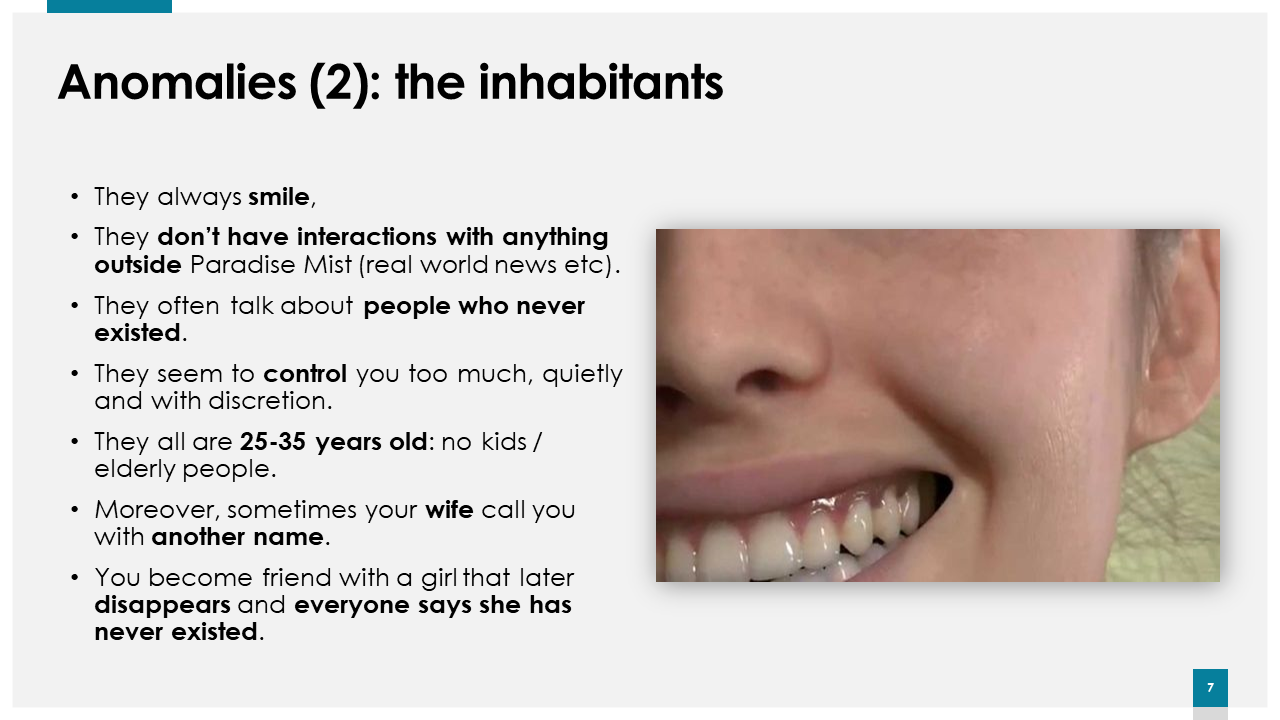 Anomalies (2): the inhabitants
• They always smile,
• They don’t have interactions with anything
outside Paradise Mist (real world news etc).
• They often talk about people who never
existed.
• They seem to control you too much, quietly
and with discretion.
• They all are 25-35 years old: no kids /
elderly people.
• Moreover, sometimes your wife call you
with another name.
• You become friend with a girl that later
disappears and everyone says she has
never existed.
7